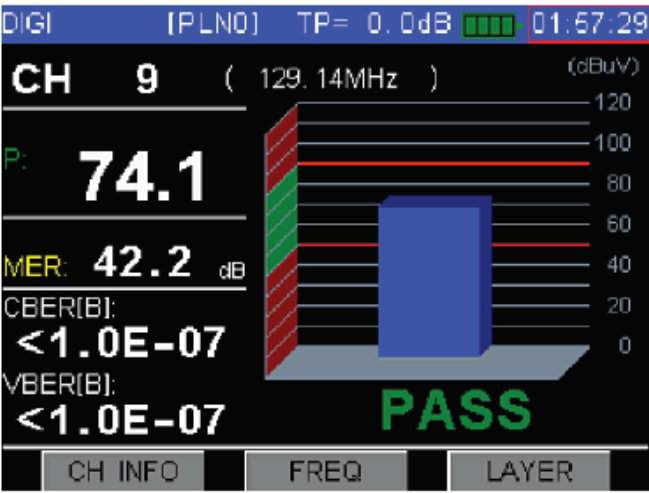 DIGI [PLN0] TP= 0.0dB 01:57:29
CH 9 ( 129.14MHz )
(dBuV)
P: 74.1
MER: 42.2 dB
CBER[B]:
<1.0E-07
VBER[B]:
<1.0E-07
120
100
80
60
40
20
0
PASS
CH INFO FREQ LAYER